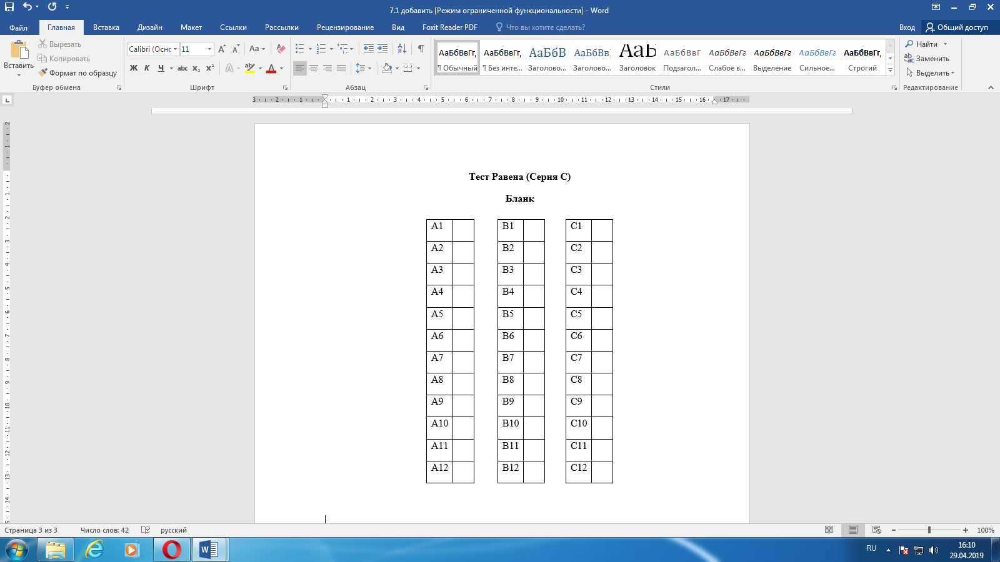 7.1 добавить [Режим ограниченной функциональности] - Word
Файл Главная Вставка Дизайн Макет Ссылки Рассылки Рецензирование Вид Foxit Reader PDF Что вы хотите сделать? Вход Общий доступ
Вставить
Вырезать
Копировать
Формат по образцу
Буфер обмена
Calibri (Оснс 11
Шрифт
Абзац
АаБбВвГг, АаБбВвГг, АаБбВ АаБбВв АаБ АаБбВвГ АаБбВвГг АаБбВвГг АаБбВвГг АаБбВвГг,
¶ Обычный ¶ Без инте... Заголово... Заголово... Заголовок Подзагол... Слабое в... Выделение Сильное... Строгий
Стили
Найти
Заменить
Выделить
Редактирование
3 2 1 1 2 3 4 5 6 7 8 9 10 11 12 13 14 15 16 17
Тест Равена (Серия С)
Бланк
A1 B1 C1
A2 B2 C2
A3 B3 C3
A4 B4 C4
A5 B5 C5
A6 B6 C6
A7 B7 C7
A8 B8 C8
A9 B9 C9
A10 B10 C10
A11 B11 C11
A12 B12 C12
Страница 3 из 3 Число слов: 42 русский 100%
RU 16:10
29.04.2019